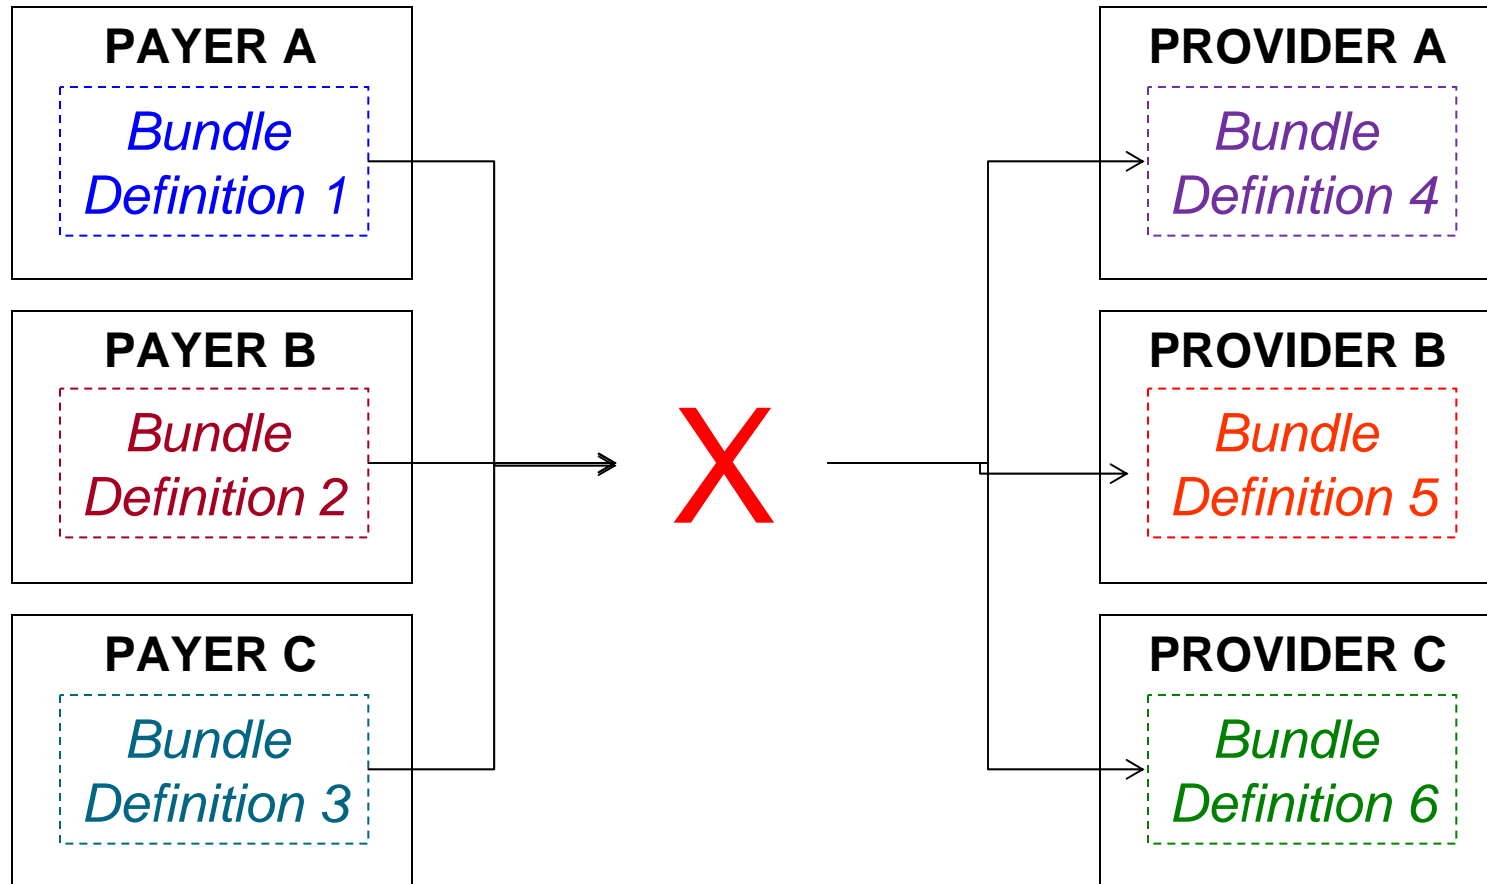 PAYER A
Bundle
Definition 1
PAYER B
Bundle
Definition 2
PAYER C
Bundle
Definition 3
X
PROVIDER A
Bundle
Definition 4
PROVIDER B
Bundle
Definition 5
PROVIDER C
Bundle
Definition 6